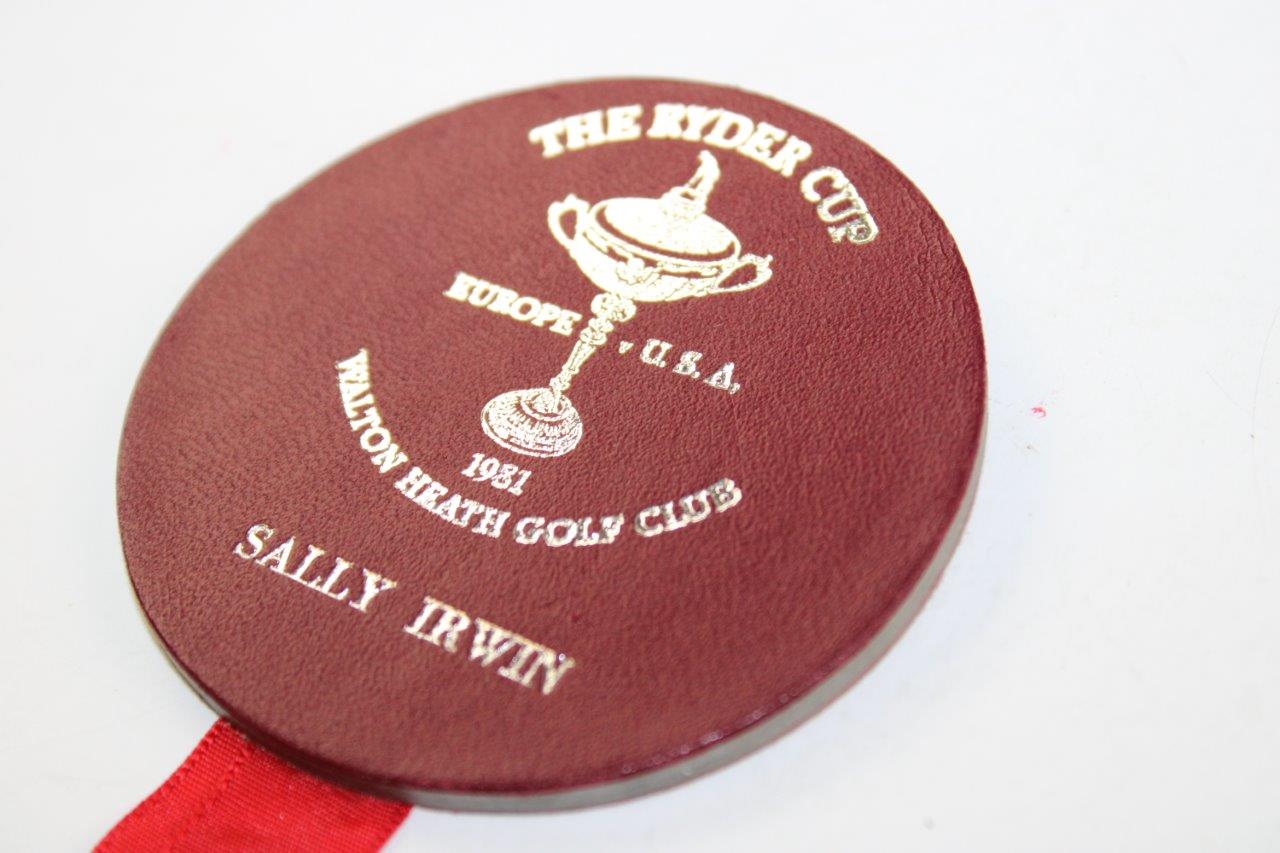 THE RYDER CUP
EUROPE v U.S.A.
1981
WALTON HEATH GOLF CLUB
SALLY IRWIN